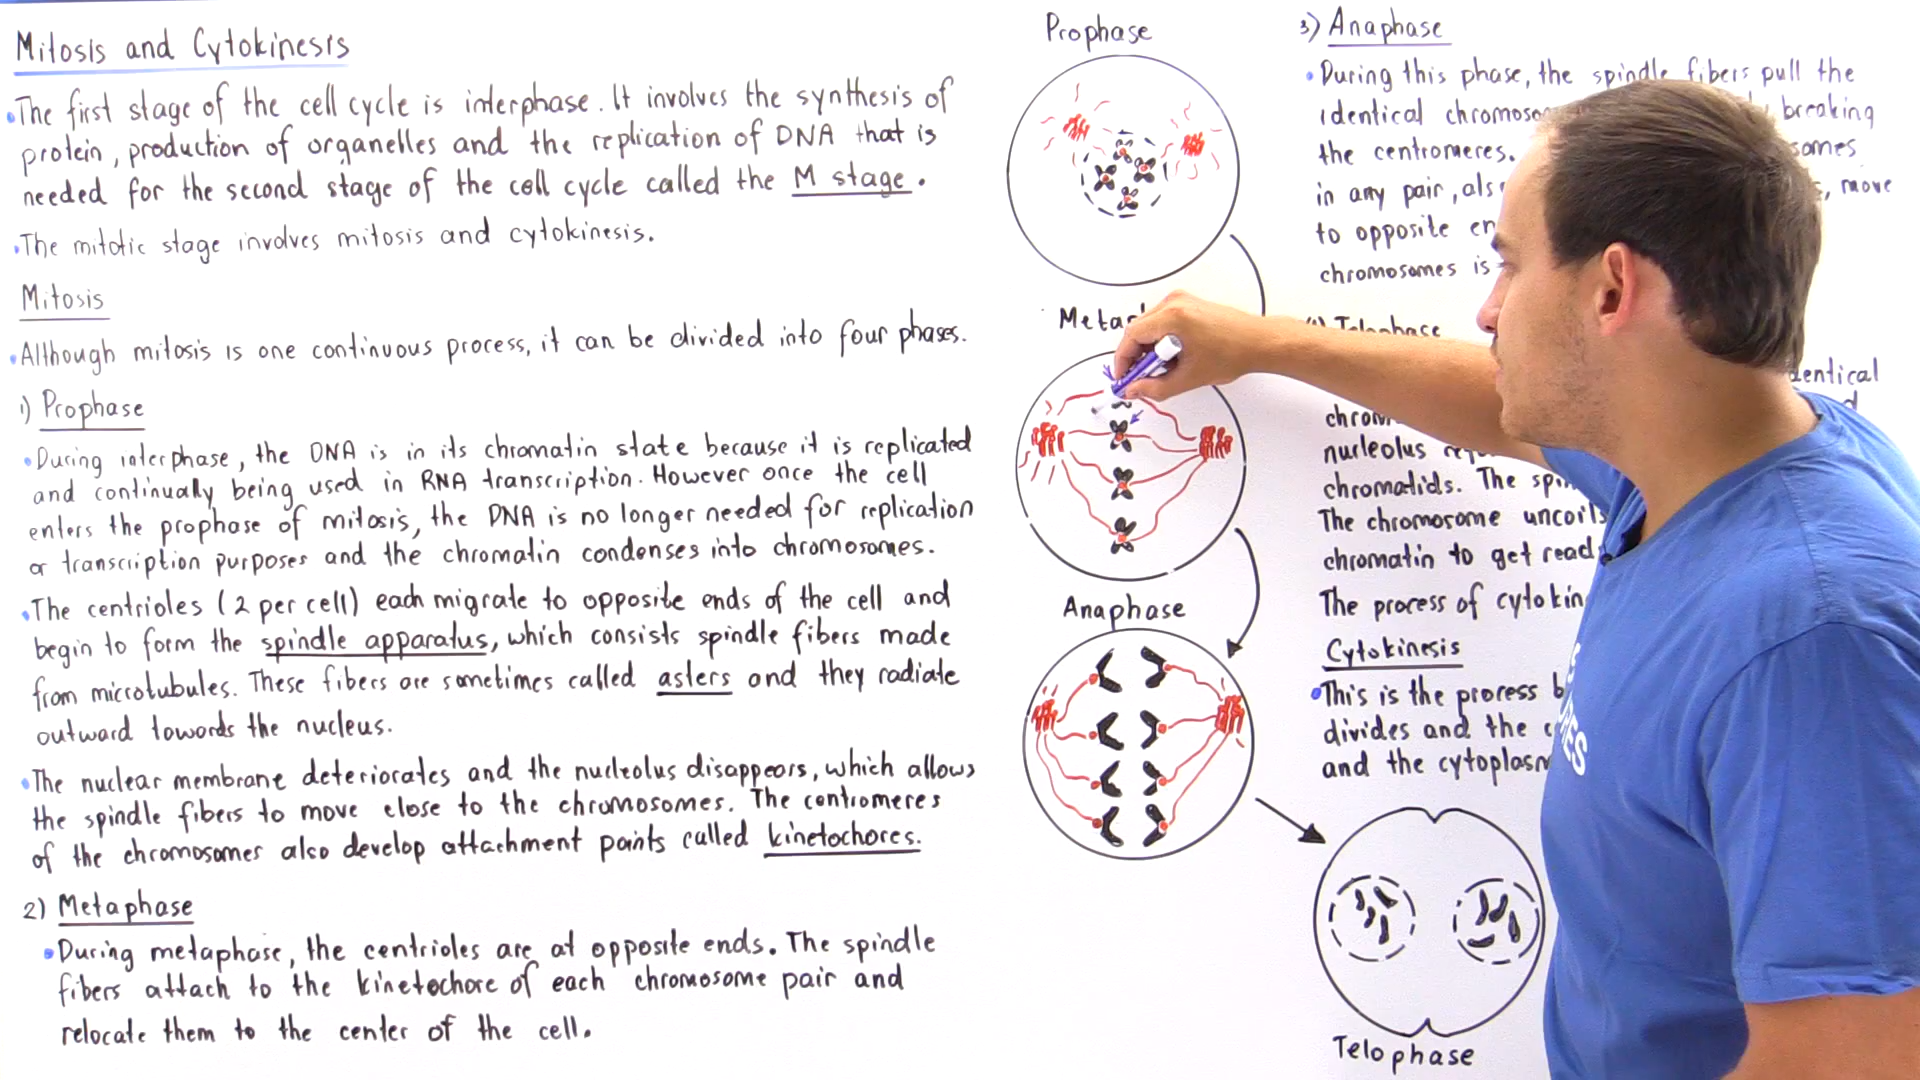 Mitosis and Cytokinesis
•The first stage of the cell cycle is interphase. It involves the synthesis of
protein, production of organelles and the replication of DNA that is
needed for the second stage of the cell cycle called the M stage.
•The mitotic stage involves mitosis and cytokinesis.
Mitosis
•Although mitosis is one continuous process, it can be divided into four phases.
1) Prophase
•During interphase, the DNA is in its chromatin state because it is replicated
and continually being used in RNA transcription. However once the cell
enters the prophase of mitosis, the DNA is no longer needed for replication
or transcription purposes and the chromatin condenses into chromosomes.
•The centrioles (2 per cell) each migrate to opposite ends of the cell and
begin to form the spindle apparatus, which consists spindle fibers made
from microtubules. These fibers are sometimes called asters and they radiate
outward towards the nucleus.
•The nuclear membrane deteriorates and the nucleolus disappears, which allows
the spindle fibers to move close to the chromosomes. The centromeres
of the chromosomes also develop attachment points called kinetochores.
2) Metaphase
•During metaphase, the centrioles are at opposite ends. The spindle
fibers attach to the kinetochore of each chromosome pair and
relocate them to the center of the cell.
Prophase
Anaphase
Telophase
3) Anaphase
•During this phase, the spindle fibers pull the
identical breaking
the centromeres.
in any pair, move
to opposite
chromosomes is
Telophase
identical
nucleolus
chromatids. The
The chromosome uncoils
chromatin to get
The process of
Cytokinesis
•This is the process
divides and the
and the